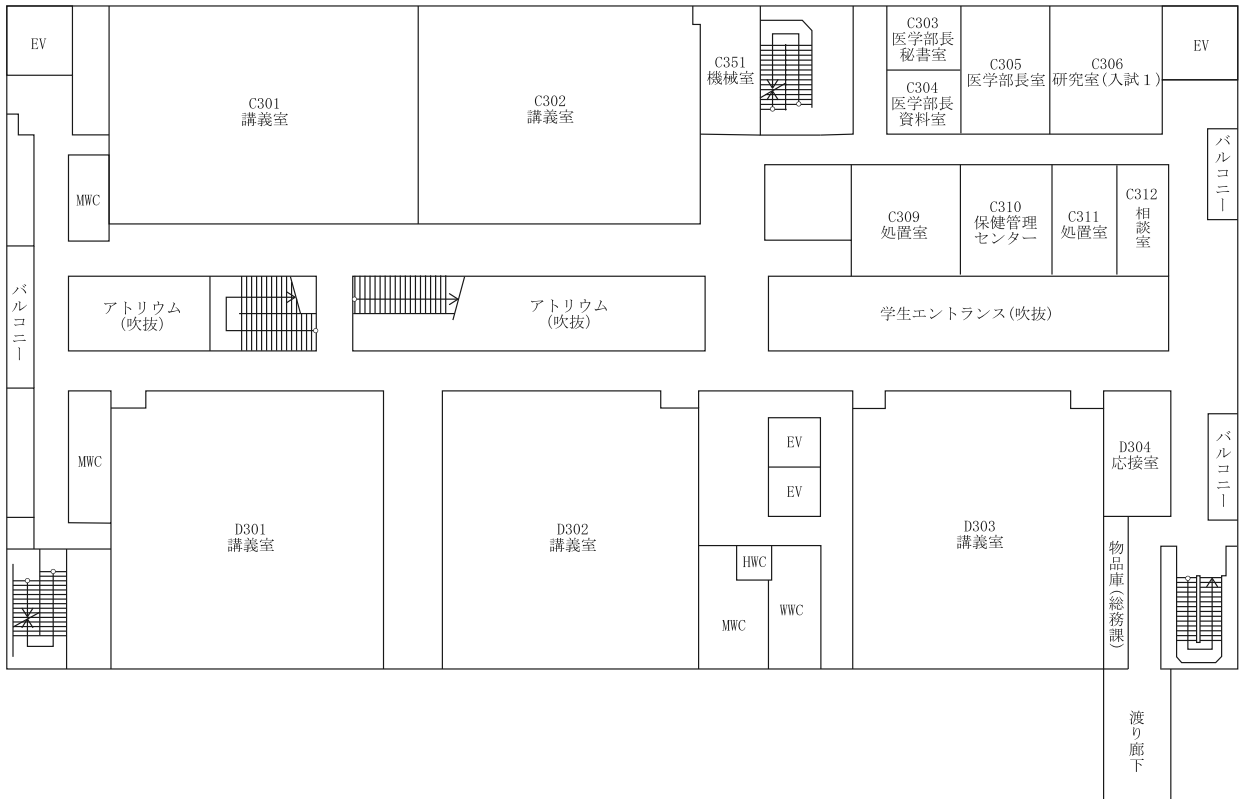 EV
C301
講義室
C302
講義室
C351
機械室
C303
医学部長
秘書室
C304
医学部長
資料室
C305
医学部長室
C306
研究室(入試１)
EV
MWC
バルコニー
C309
処置室
C310
保健管理
センター
C311
処置室
C312
相談室
バルコニー
アトリウム
(吹抜)
アトリウム
(吹抜)
学生エントランス(吹抜)
MWC
D301
講義室
D302
講義室
EV
EV
HWC
MWC
WWC
D303
講義室
D304
応接室
バルコニー
物品庫(総務課)
渡り廊下